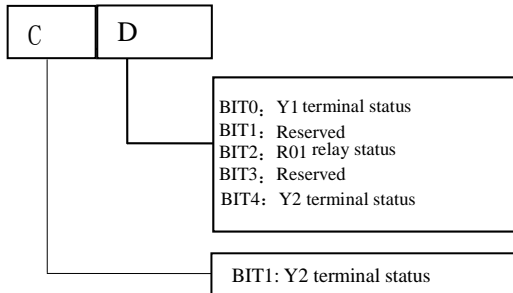 C D
BIT0：Y1 terminal status
BIT1：Reserved
BIT2：R01 relay status
BIT3：Reserved
BIT4：Y2 terminal status
BIT1: Y2 terminal status